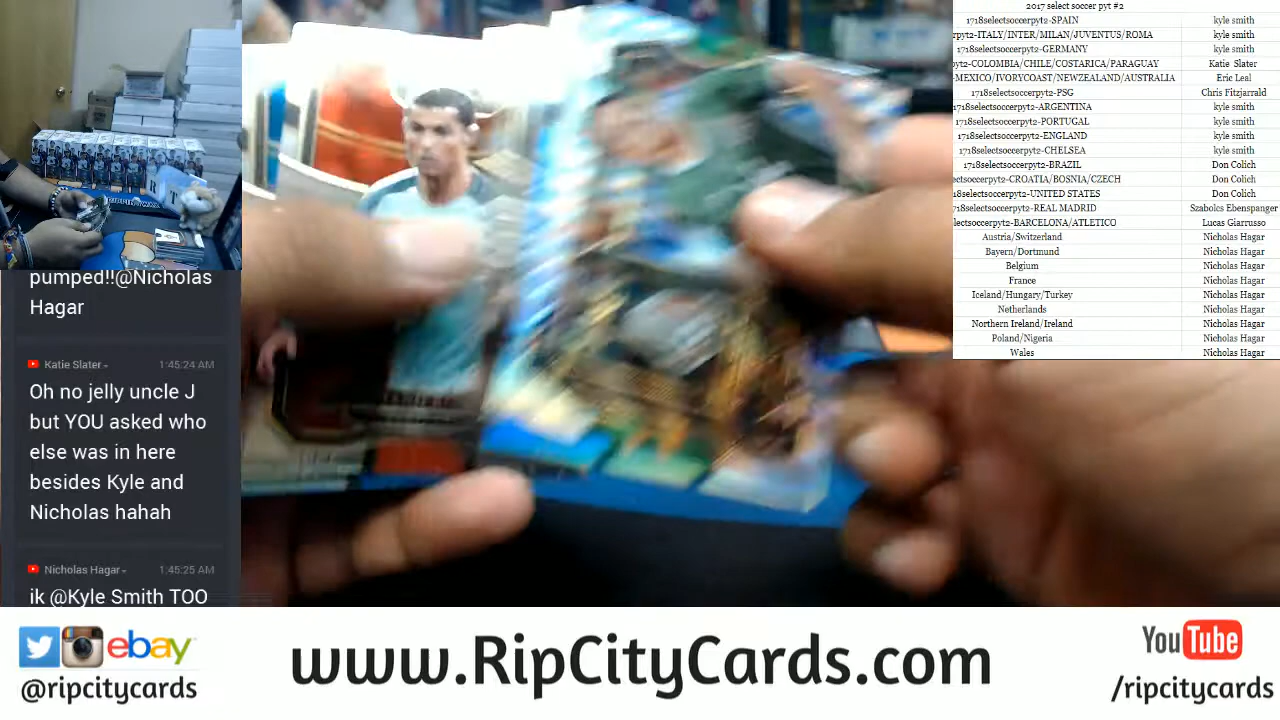 2017 select soccer pyt #2
1718selectsoccerpyt2-SPAIN kyle smith
pyt2-ITALY/INTER/MILAN/JUVENTUS/ROMA kyle smith
1718selectsoccerpyt2-GERMANY kyle smith
pyt2-COLOMBIA/CHILE/COSTARICA/PARAGUAY Katie Slater
-MEXICO/IVORYCOAST/NEWZEALAND/AUSTRALIA Eric Leal
1718selectsoccerpyt2-PSG Chris Fitzjarrald
1718selectsoccerpyt2-ARGENTINA kyle smith
1718selectsoccerpyt2-PORTUGAL kyle smith
1718selectsoccerpyt2-ENGLAND kyle smith
1718selectsoccerpyt2-CHELSEA kyle smith
1718selectsoccerpyt2-BRAZIL Don Colich
ectsoccerpyt2-CROATIA/BOSNIA/CZECH Don Colich
18selectsoccerpyt2-UNITED STATES Don Colich
1718selectsoccerpyt2-REAL MADRID Szabolcs Ebenspanger
electsoccerpyt2-BARCELONA/ATLETICO Lucas Giarrusso
Austria/Switzerland Nicholas Hagar
Bayern/Dortmund Nicholas Hagar
Belgium Nicholas Hagar
France Nicholas Hagar
Iceland/Hungary/Turkey Nicholas Hagar
Netherlands Nicholas Hagar
Northern Ireland/Ireland Nicholas Hagar
Poland/Nigeria Nicholas Hagar
Wales Nicholas Hagar
pumped!!@Nicholas
Hagar
Katie Slater 1:45:24 AM
Oh no jelly uncle J
but YOU asked who
else was in here
besides Kyle and
Nicholas hahah
Nicholas Hagar 1:45:25 AM
ik @Kyle Smith TOO
ebay
@ripcitycards
www.RipCityCards.com
YouTube
/ripcitycards